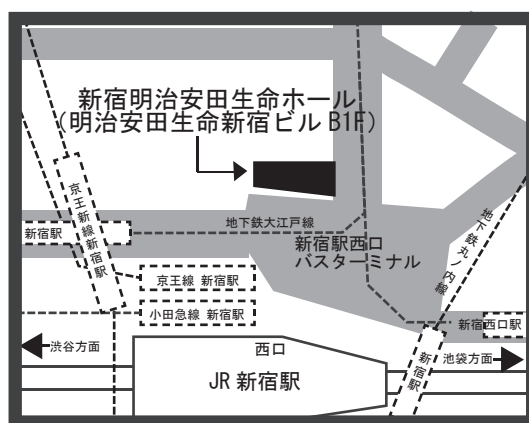 新宿明治安田生命ホール
(明治安田生命新宿ビル B1F)
京王新線新宿駅
新宿駅
地下鉄大江戸線
新宿駅西口
バスターミナル
地下鉄丸ノ内線
京王線 新宿駅
小田急線 新宿駅
新宿西口駅
渋谷方面
西口
JR 新宿駅
新宿駅
池袋方面